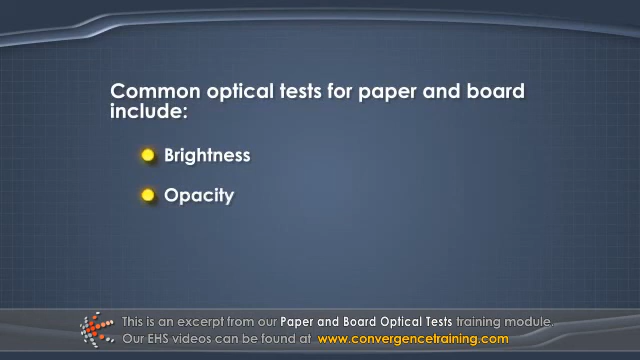 Common optical tests for paper and board
include:
Brightness
Opacity
This is an excerpt from our Paper and Board Optical Tests training module.
Our EHS videos can be found at www.convergencetraining.com